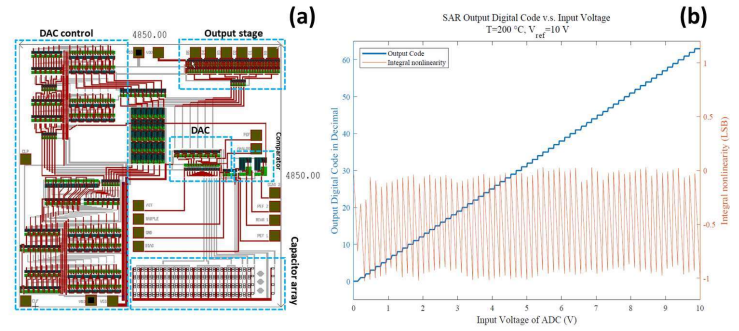 (a)
DAC control
4850.00
Output stage
DAC
Comparator
4850.00
Capacitor array
(b)
SAR Output Digital Code v.s. Input Voltage
T=200 °C, Vref=10 V
Output Code
Integral nonlinearity
Output Digital Code in Decimal
60
50
40
30
20
10
0
1
0.5
0
-0.5
-1
Integral nonlinearity (LSB)
0 1 2 3 4 5 6 7 8 9 10
Input Voltage of ADC (V)